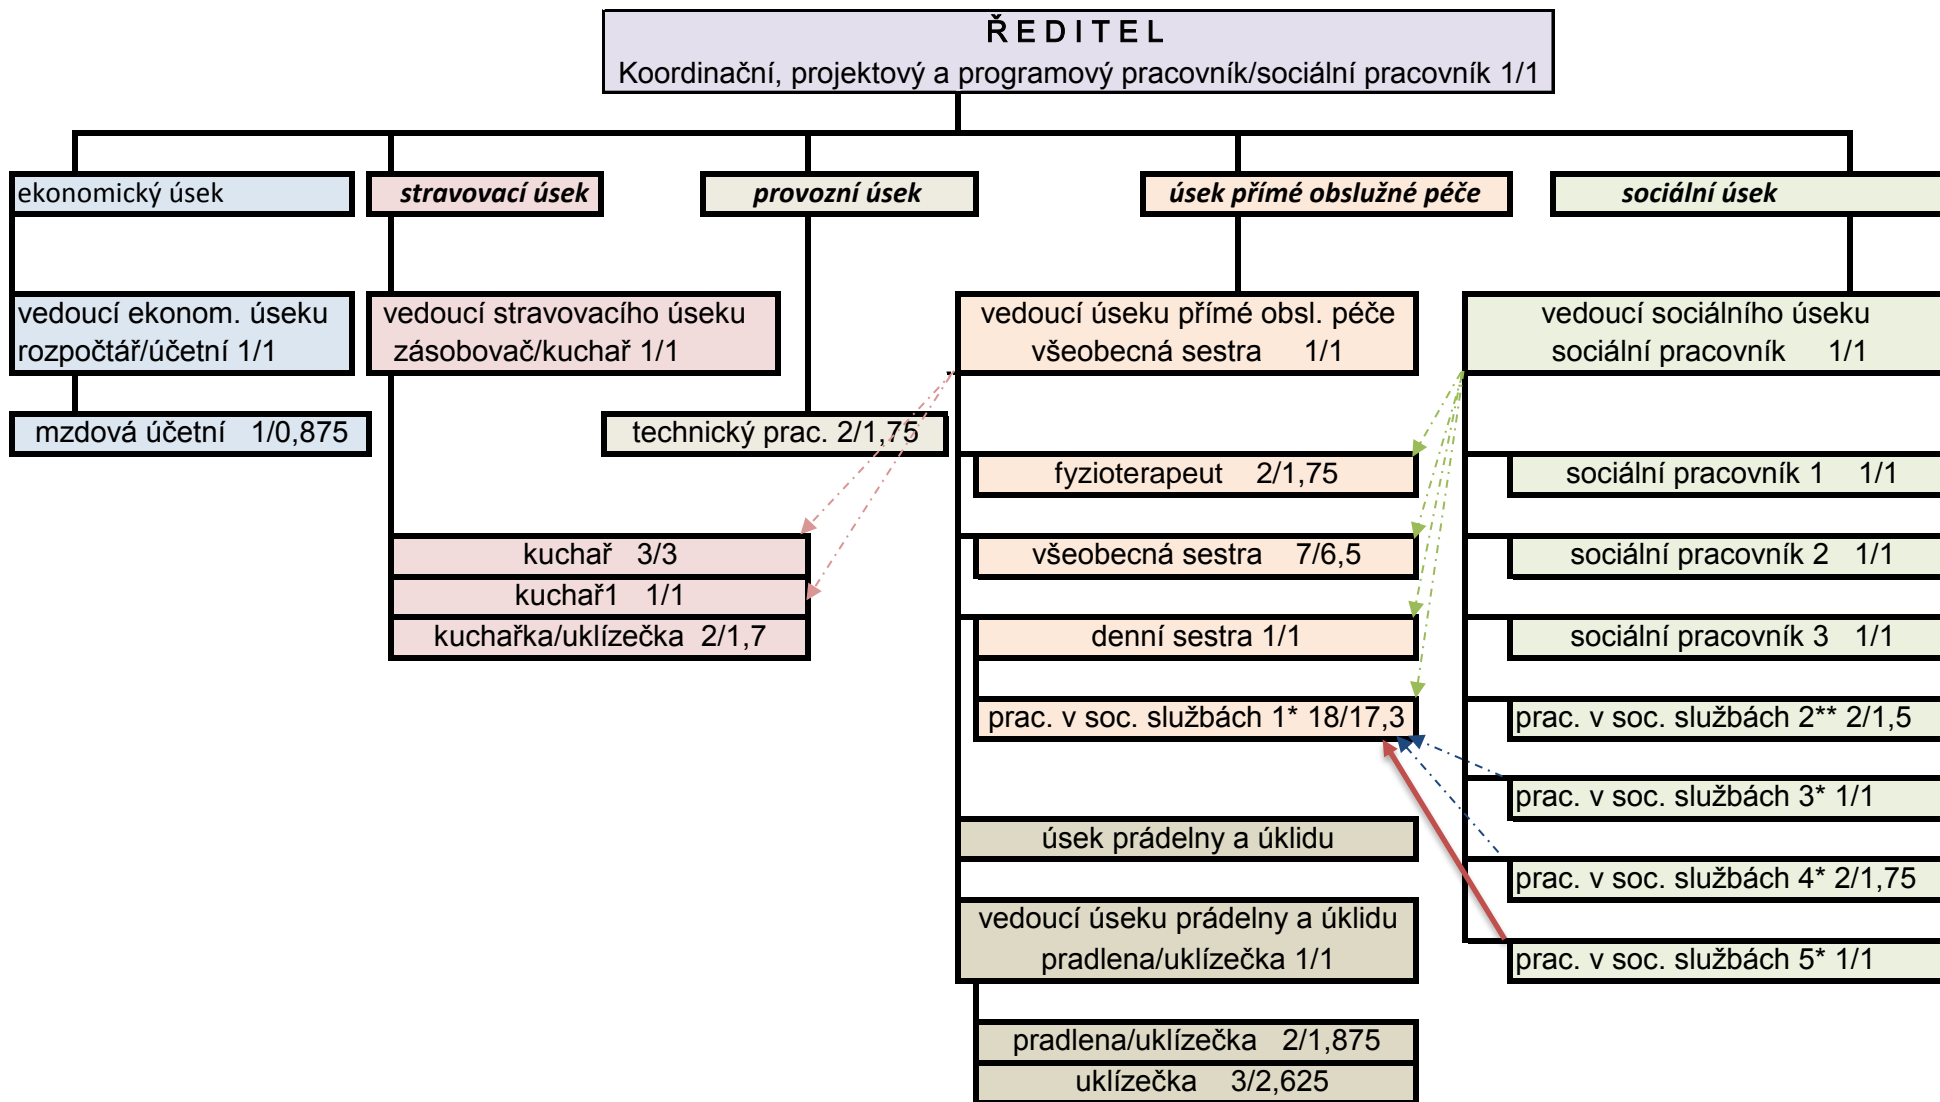 ŘEDITEL
Koordinační, projektový a programový pracovník/sociální pracovník 1/1
ekonomický úsek
stravovací úsek
provozní úsek
úsek přímé obslužné péče
sociální úsek
vedoucí ekonom. úseku
rozpočtář/účetní 1/1
vedoucí stravovacího úseku
zásobovač/kuchař 1/1
vedoucí úseku přímé obsl. péče
všeobecná sestra 1/1
vedoucí sociálního úseku
sociální pracovník 1/1
mzdová účetní 1/0,875
technický prac. 2/1,75
fyzioterapeut 2/1,75
sociální pracovník 1 1/1
kuchař 3/3
všeobecná sestra 7/6,5
sociální pracovník 2 1/1
kuchař1 1/1
kuchařka/uklízečka 2/1,7
denní sestra 1/1
sociální pracovník 3 1/1
prac. v soc. službách 1* 18/17,3
prac. v soc. službách 2** 2/1,5
prac. v soc. službách 3* 1/1
úsek prádelny a úklidu
prac. v soc. službách 4* 2/1,75
vedoucí úseku prádelny a úklidu
pradlena/uklízečka 1/1
prac. v soc. službách 5* 1/1
pradlena/uklízečka 2/1,875
uklízečka 3/2,625